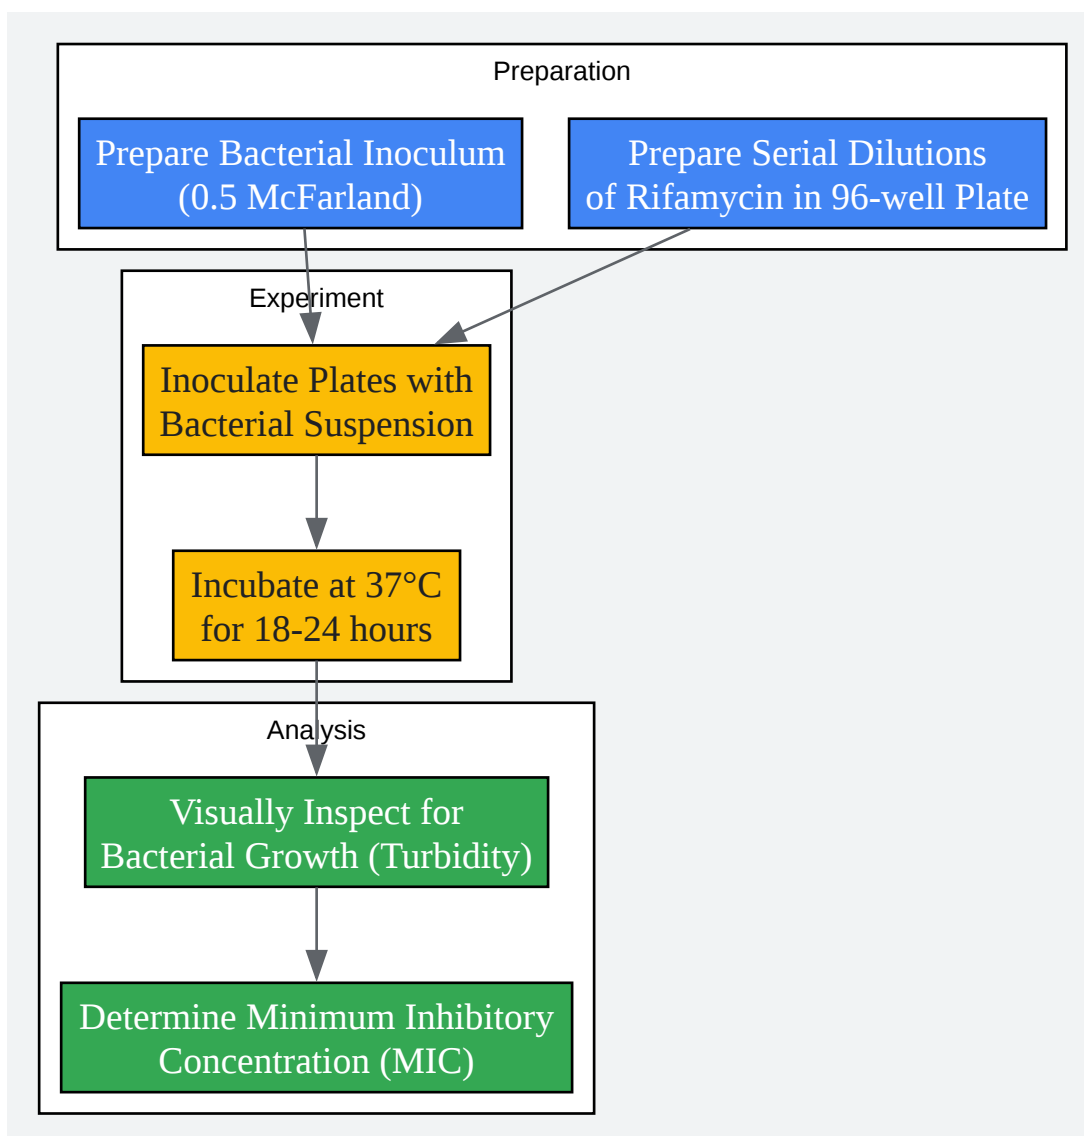 Preparation
Prepare Bacterial Inoculum
(0.5 McFarland)
Prepare Serial Dilutions
of Rifamycin in 96-well Plate
Experiment
Inoculate Plates with
Bacterial Suspension
Incubate at 37°C
for 18-24 hours
Analysis
Visually Inspect for
Bacterial Growth (Turbidity)
Determine Minimum Inhibitory
Concentration (MIC)